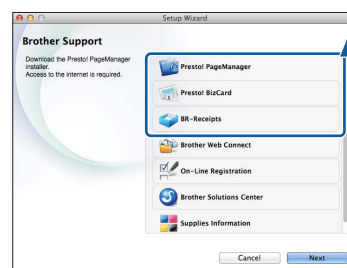 Setup Wizard
Brother Support
Download the Presto! PageManager
installer.
Access to the internet is required.
Presto! PageManager
Presto! BizCard
BR-Receipts
Brother Web Connect
On-Line Registration
Brother Solutions Center
Supplies Information
Cancel
Next